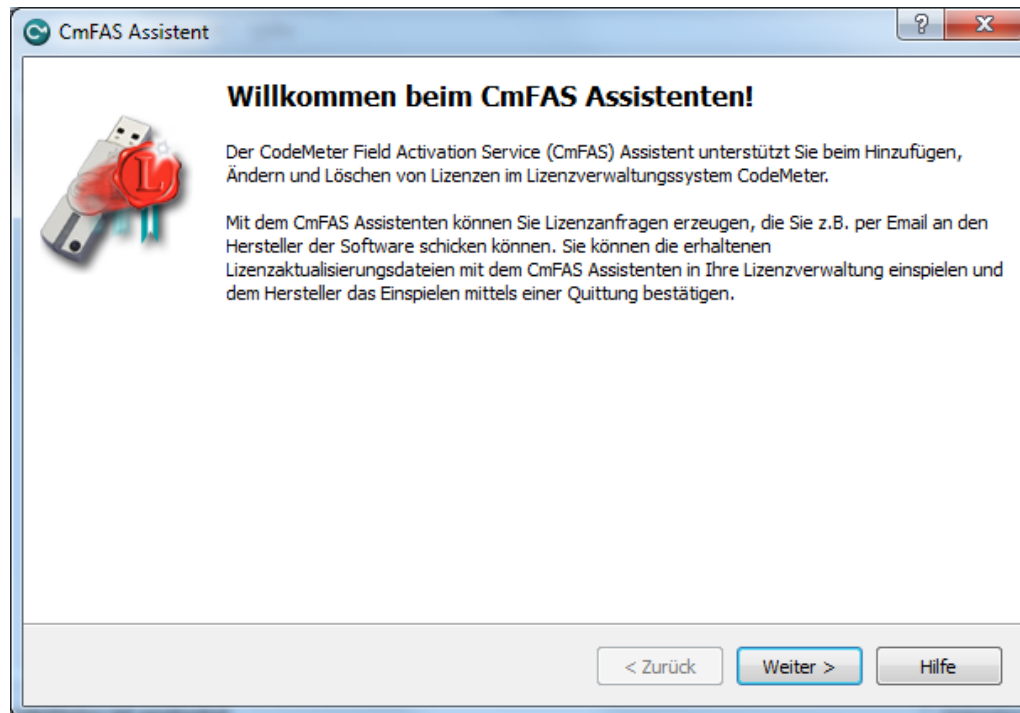 CmFAS Assistent
?
X
Willkommen beim CmFAS Assistenten!
Der CodeMeter Field Activation Service (CmFAS) Assistent unterstützt Sie beim Hinzufügen,
Ändern und Löschen von Lizenzen im Lizenzverwaltungssystem CodeMeter.
Mit dem CmFAS Assistenten können Sie Lizenzanfragen erzeugen, die Sie z.B. per Email an den
Hersteller der Software schicken können. Sie können die erhaltenen
Lizenzaktualisierungsdateien mit dem CmFAS Assistenten in Ihre Lizenzverwaltung einspielen und
dem Hersteller das Einspielen mittels einer Quittung bestätigen.
L
< Zurück
Weiter >
Hilfe